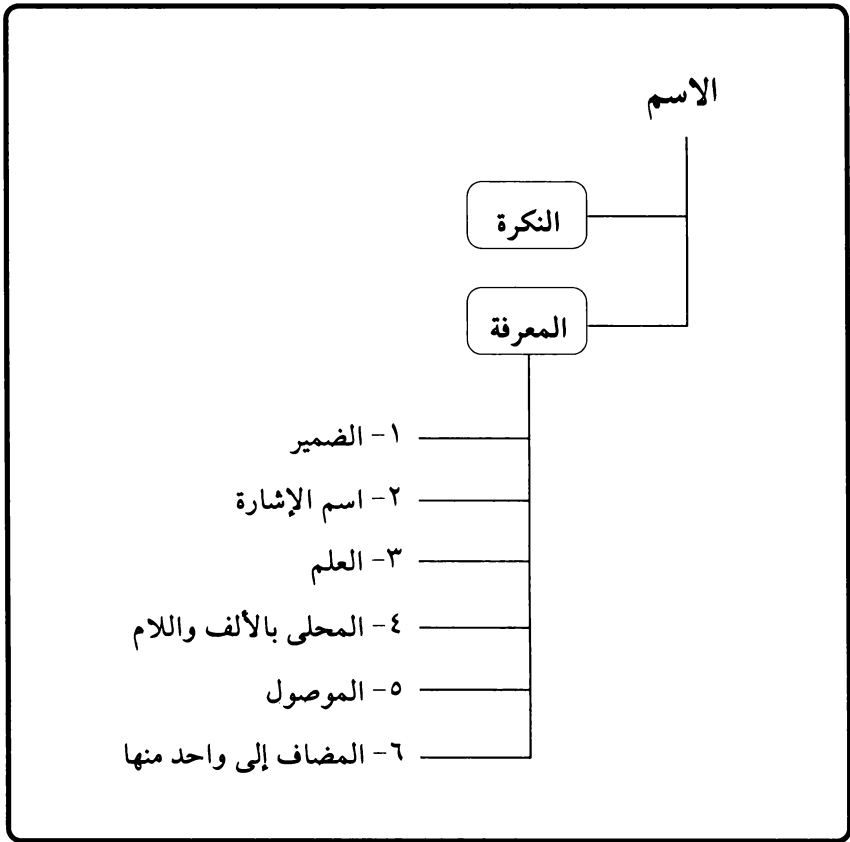 الاسم
النكرة
المعرفة
١- الضمير
٢- اسم الإشارة
٣- العلم
٤- المحلى بالألف واللام
٥- الموصول
٦- المضاف إلى واحد منها